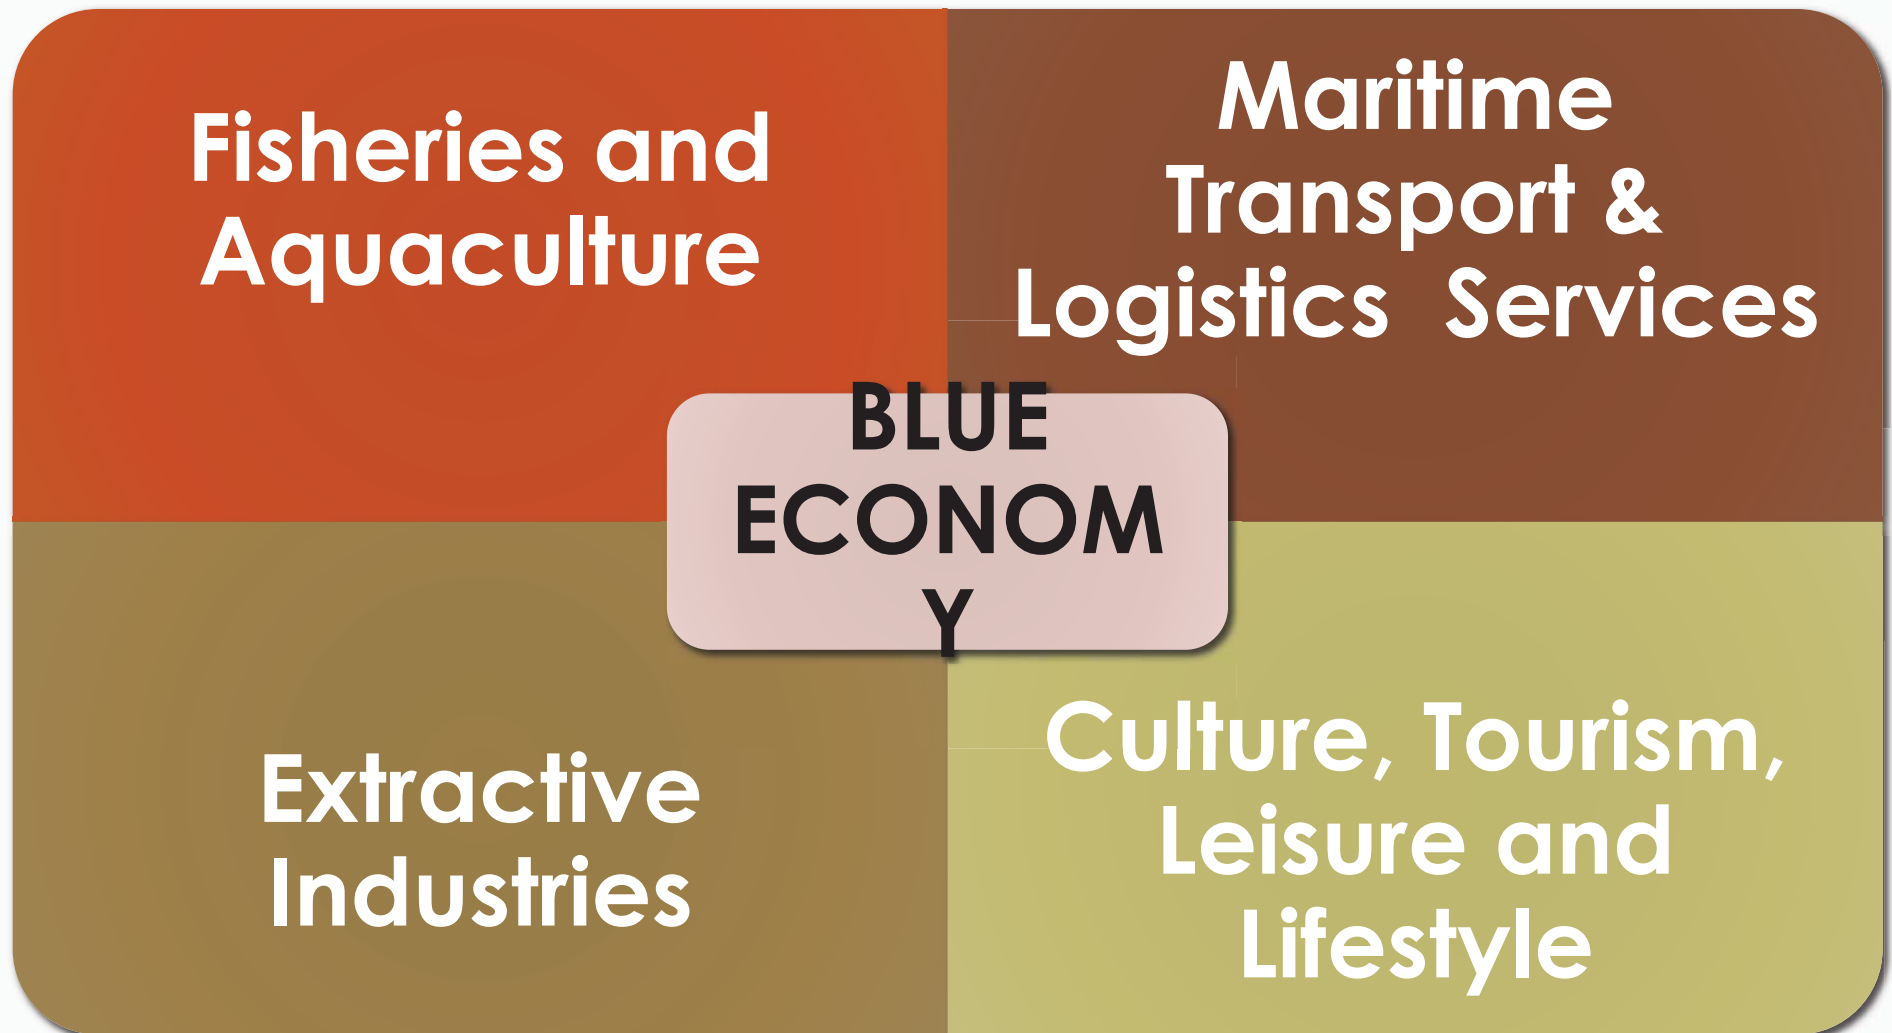 Fisheries and
Aquaculture
Maritime
Transport &
Logistics Services
BLUE
ECONOM
Y
Extractive
Industries
Culture, Tourism,
Leisure and
Lifestyle